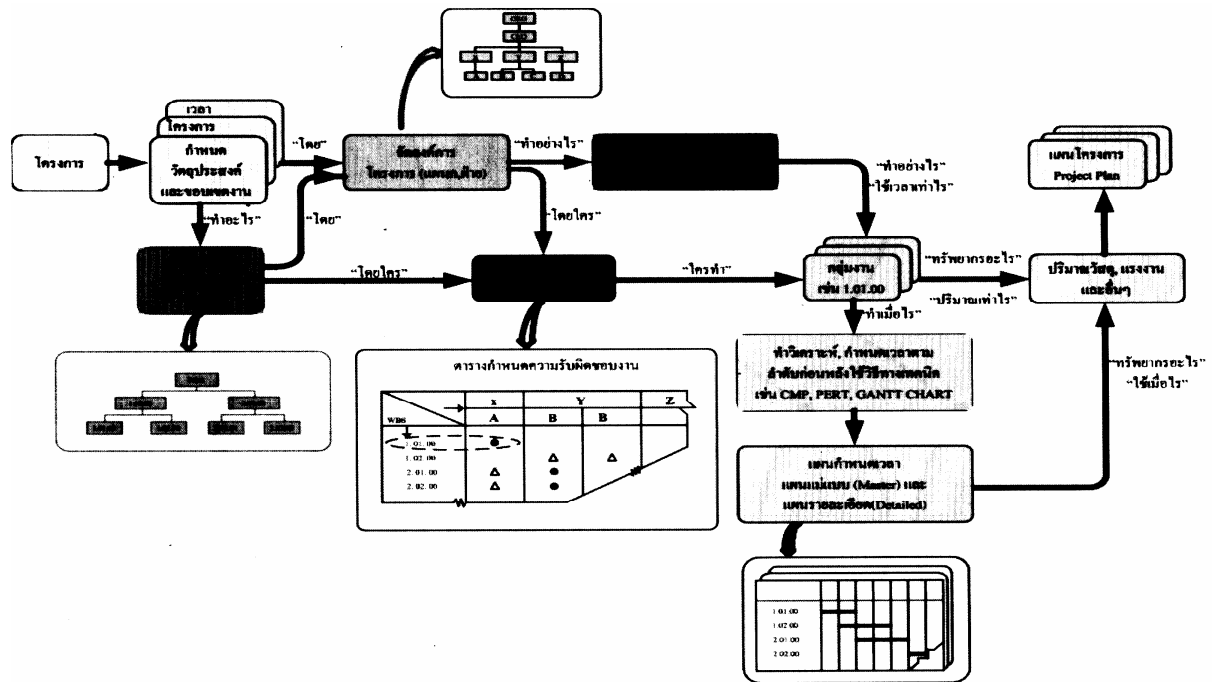 เวลา
โครงการ
โครงการ
กำหนด
วัตถุประสงค์
และขอบเขตงาน
"โดย"
จัดองค์การ
โครงการ (แผนก,ฝ่าย)
"ทำอย่างไร"
"ทำอย่างไร"
"ใช้เวลาเท่าไร"
แผนโครงการ
Project Plan
"ทำอะไร"
"โดย"
"โดยใคร"
"โดยใคร"
"ใครทำ"
กลุ่มงาน
เช่น 1.01.00
"ทรัพยากรอะไร"
"ปริมาณเท่าไร"
ปริมาณวัสดุ, แรงงาน
และอื่นๆ
"ทำเมื่อไร"
ทำวิเคราะห์, กำหนดเวลาตาม
ลำดับก่อนหลังใช้วิธีทางเทคนิค
เช่น CMP, PERT, GANTT CHART
"ทรัพยากรอะไร"
"ใช้เมื่อไร"
ตารางกำหนดความรับผิดชอบงาน
x Y Z
WBS A B B
1.01.00
1.02.00
2.01.00
2.02.00
แผนกำหนดเวลา
แผนแม่แบบ (Master) และ
แผนรายละเอียด(Detailed)
1.01.00
1.02.00
2.01.00
2.02.00